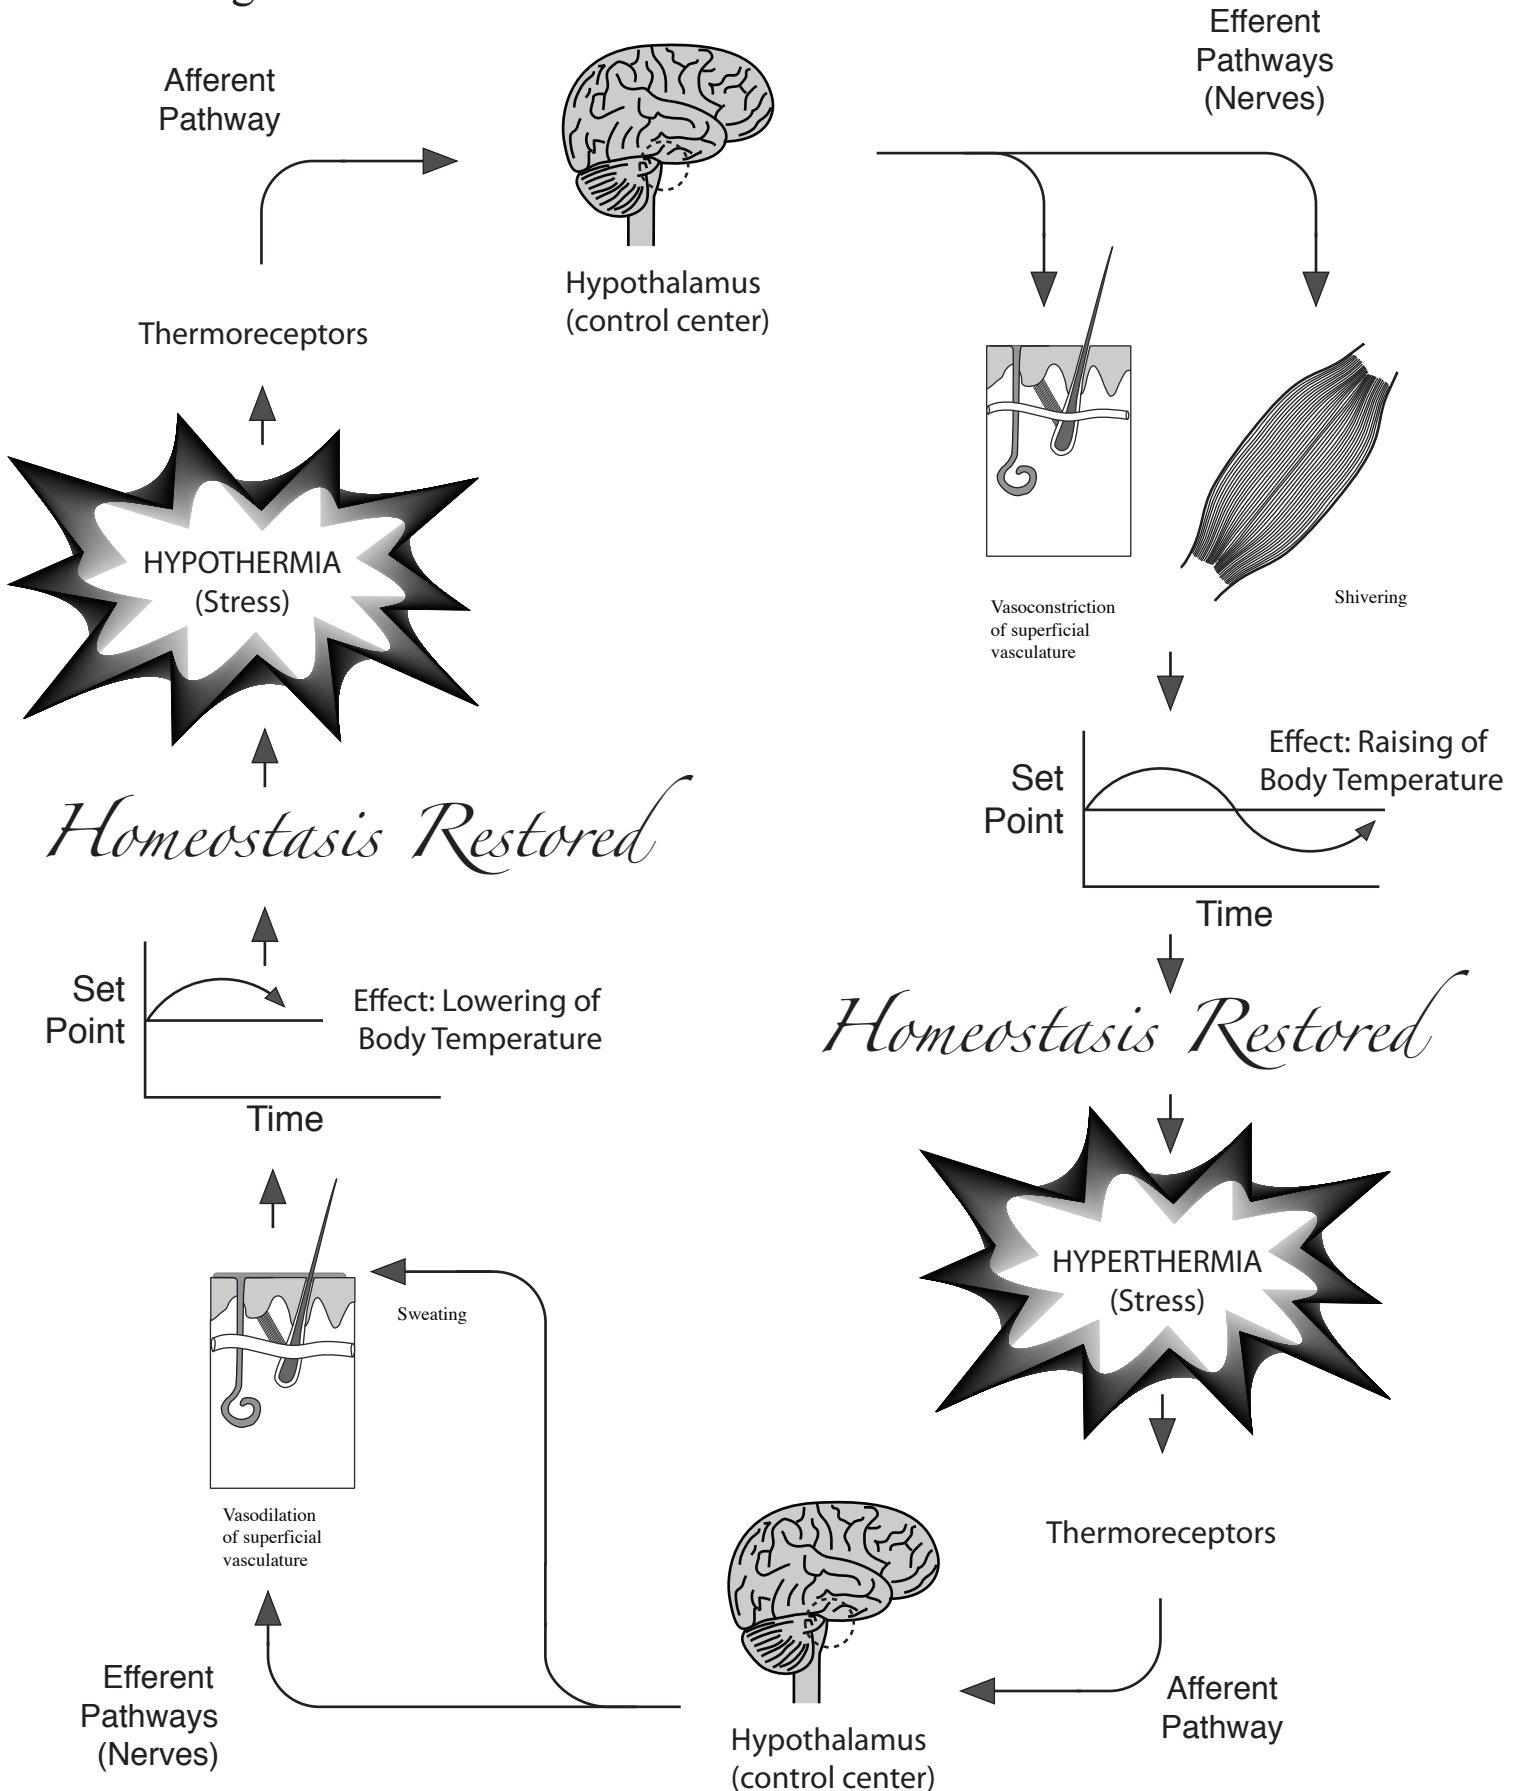 Afferent
Pathway
Efferent
Pathways
(Nerves)
Hypothalamus
(control center)
Thermoreceptors
HYPOTHERMIA
(Stress)
Vasoconstriction
of superficial
vasculature
Shivering
Effect: Raising of
Body Temperature
Set
Point
Time
Homeostasis Restored
Set
Point
Effect: Lowering of
Body Temperature
Time
Homeostasis Restored
HYPERTHERMIA
(Stress)
Sweating
Vasodilation
of superficial
vasculature
Thermoreceptors
Efferent
Pathways
(Nerves)
Afferent
Pathway
Hypothalamus
(control center)